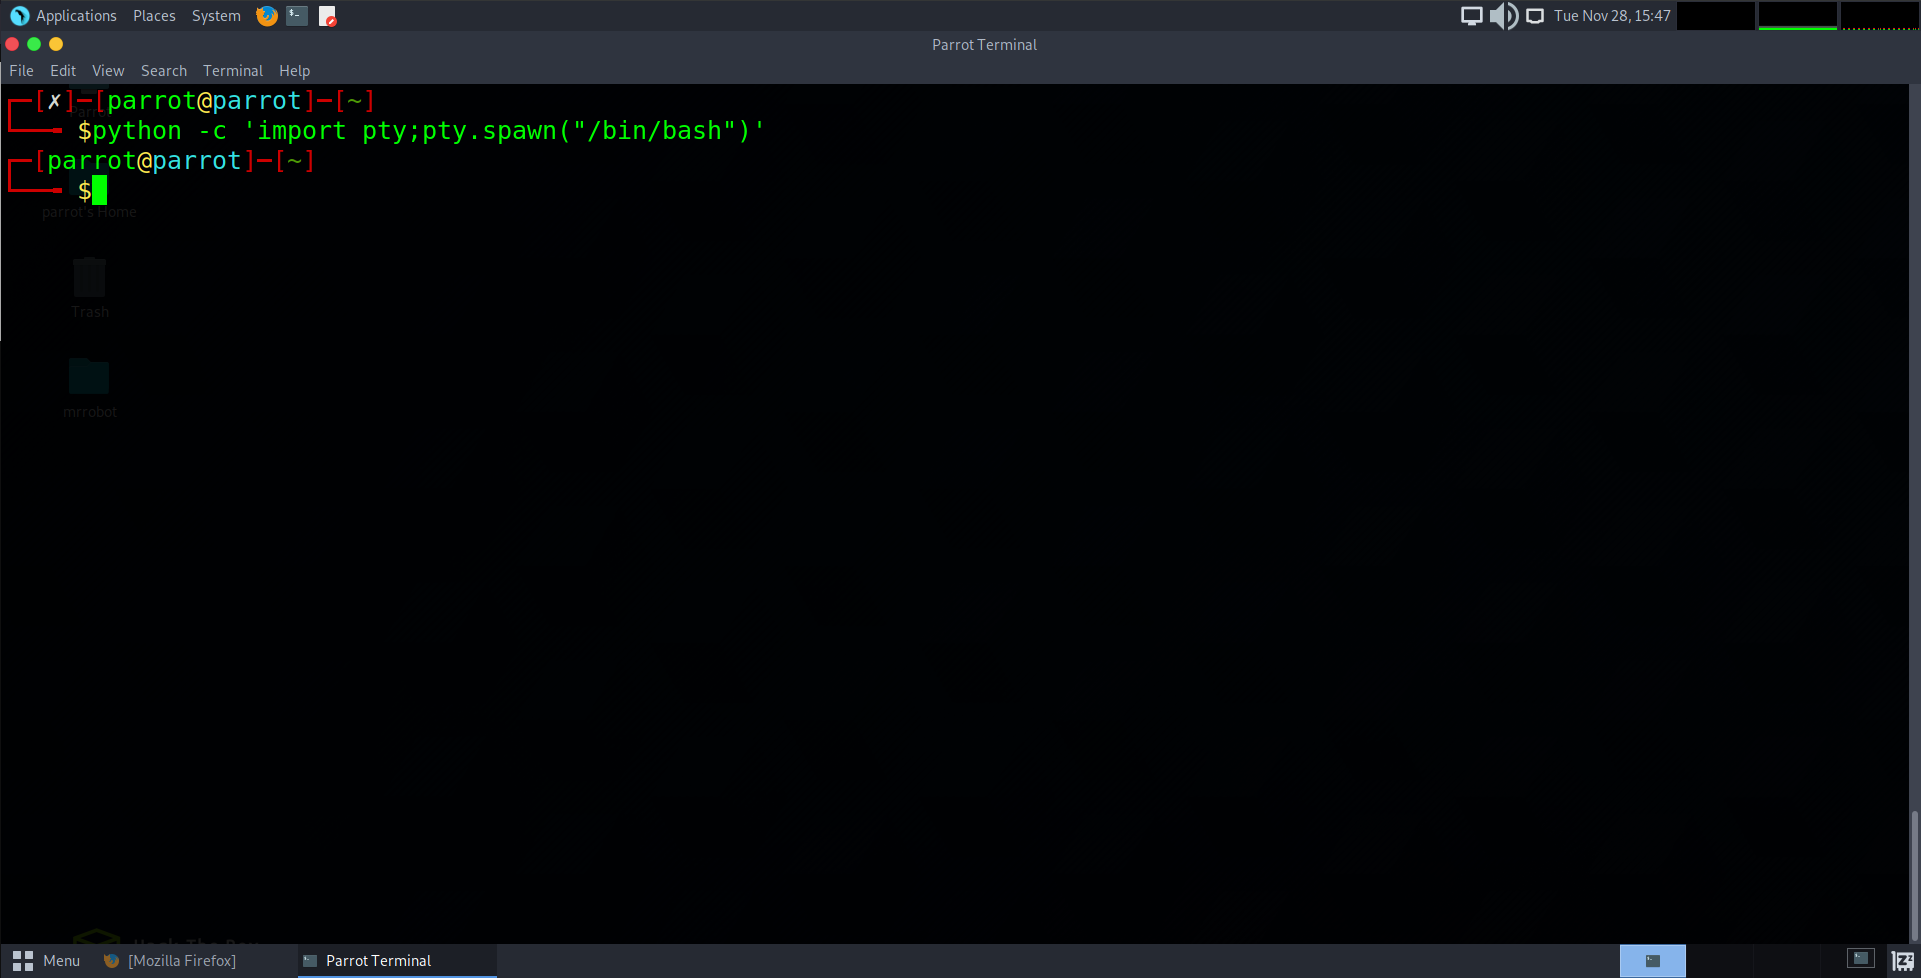 Applications Places System Tue Nov 28, 15:47
Parrot Terminal
File Edit View Search Terminal Help
┌─[✗]─[parrot@parrot]─[~]
└──╼ $python -c 'import pty;pty.spawn("/bin/bash")'
┌─[parrot@parrot]─[~]
└──╼ $
parrot's Home
Trash
mrrobot
Menu [Mozilla Firefox] Parrot Terminal